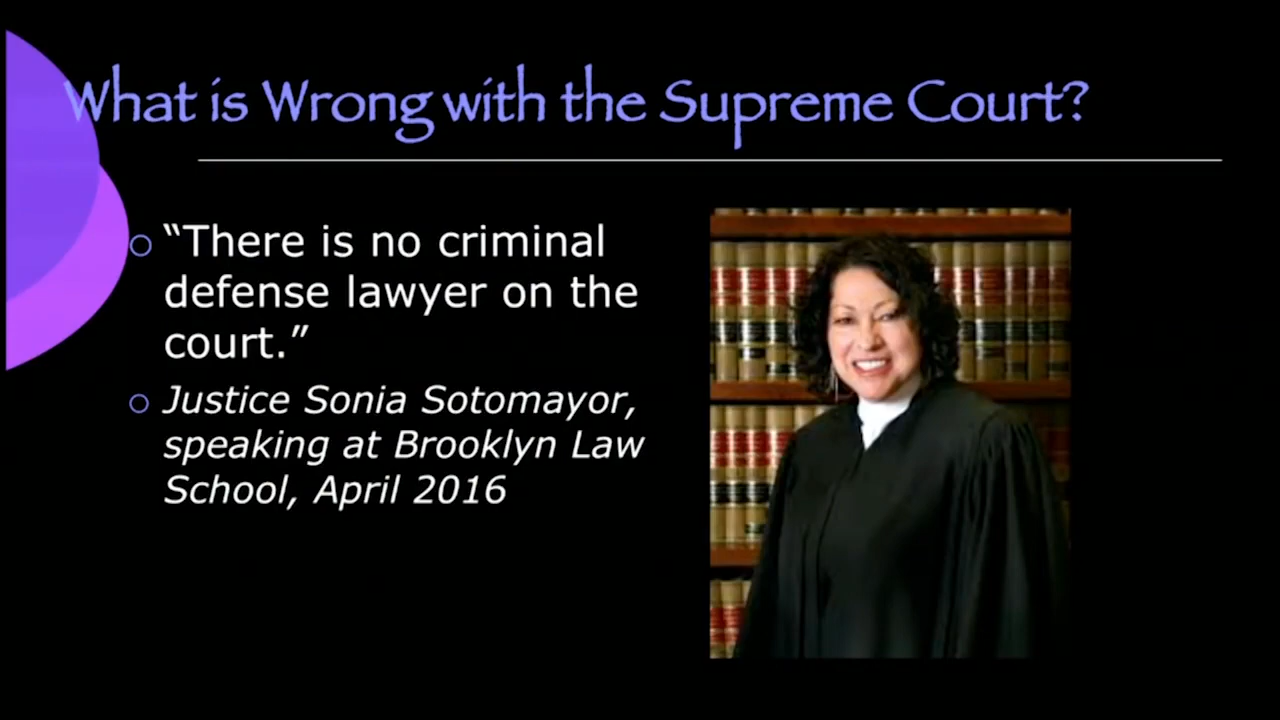 What is Wrong with the Supreme Court?
“There is no criminal
defense lawyer on the
court.”
Justice Sonia Sotomayor,
speaking at Brooklyn Law
School, April 2016